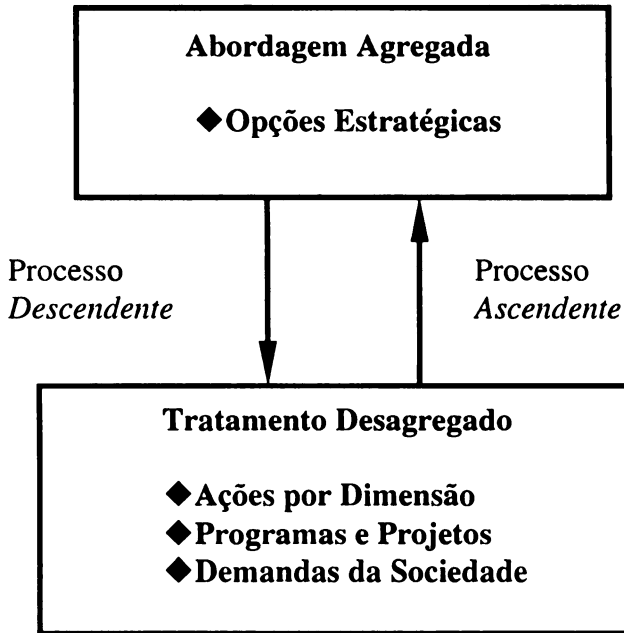 Abordagem Agregada
◆Opções Estratégicas
Processo
Descendente
Processo
Ascendente
Tratamento Desagregado
◆Ações por Dimensão
◆Programas e Projetos
◆Demandas da Sociedade